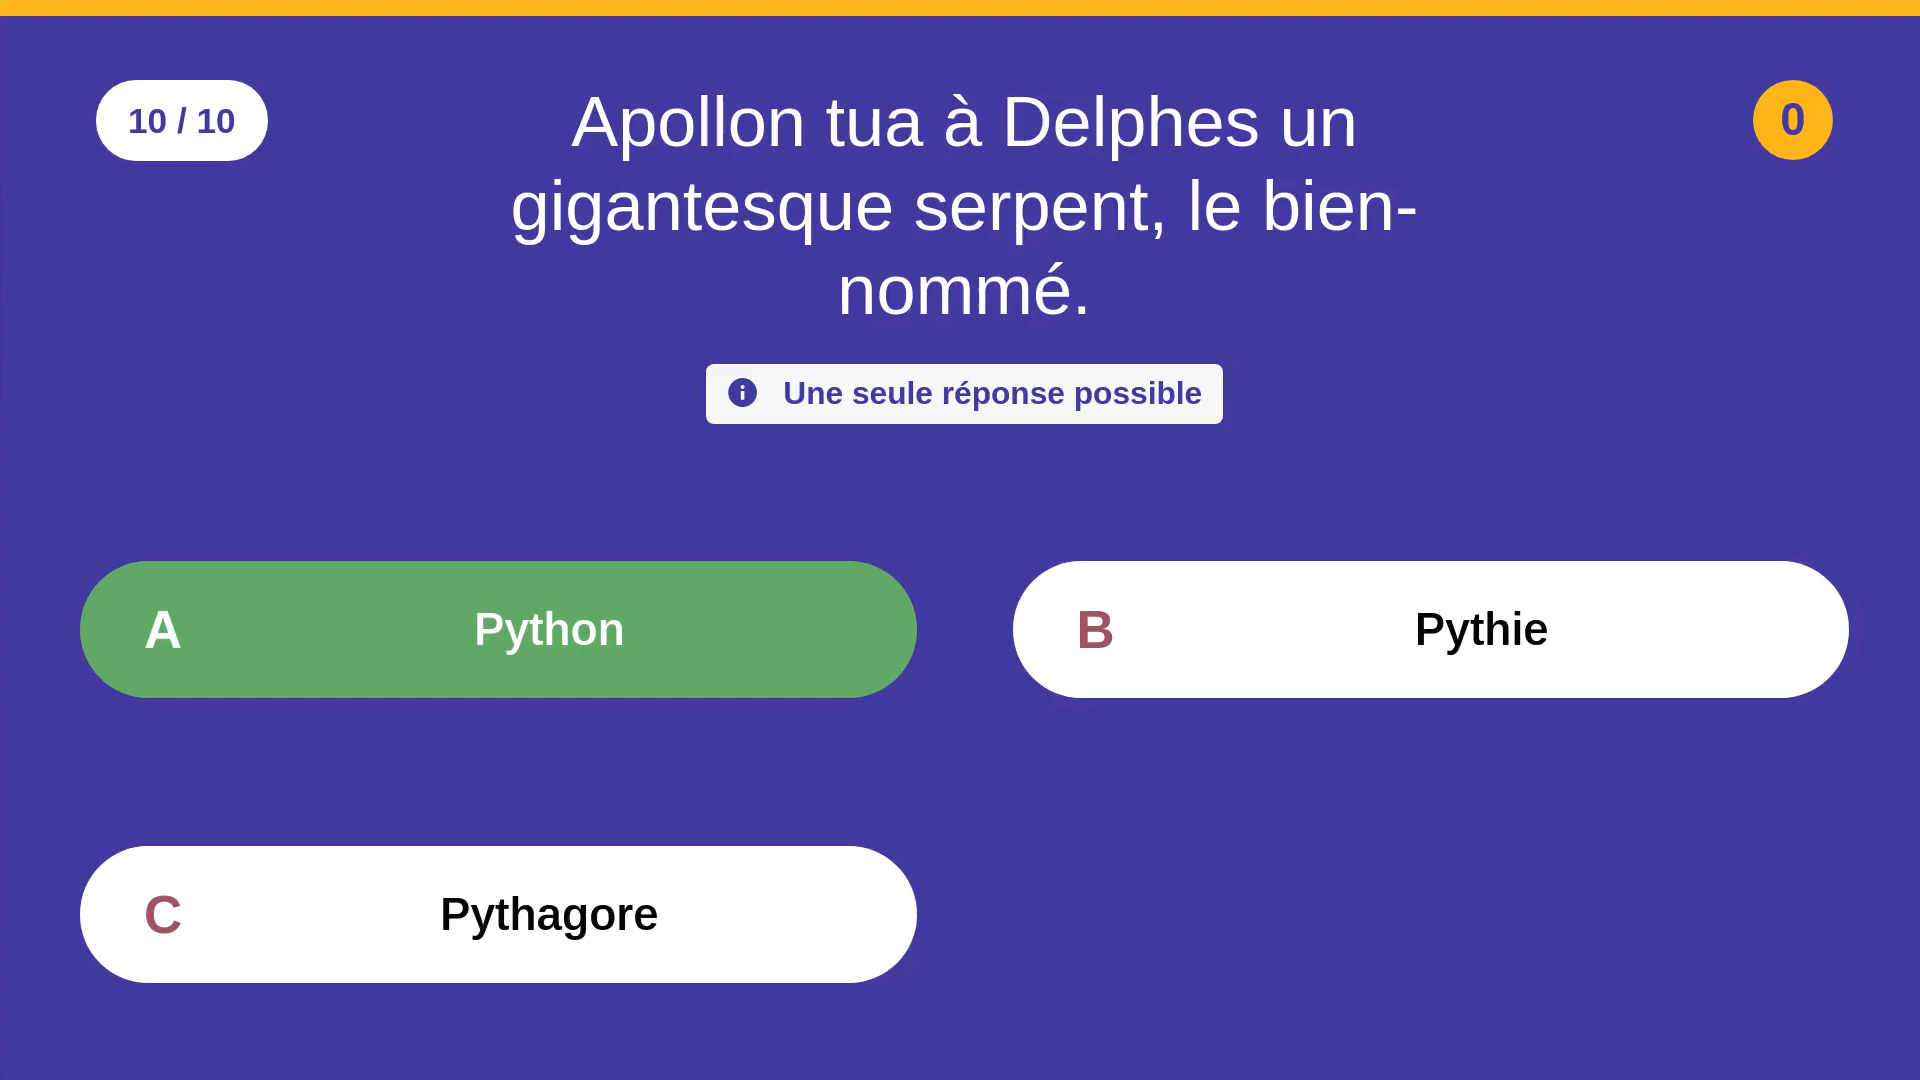 10 / 10
Apollon tua à Delphes un
gigantesque serpent, le bien-
nommé.
0
Une seule réponse possible
A Python
B Pythie
C Pythagore